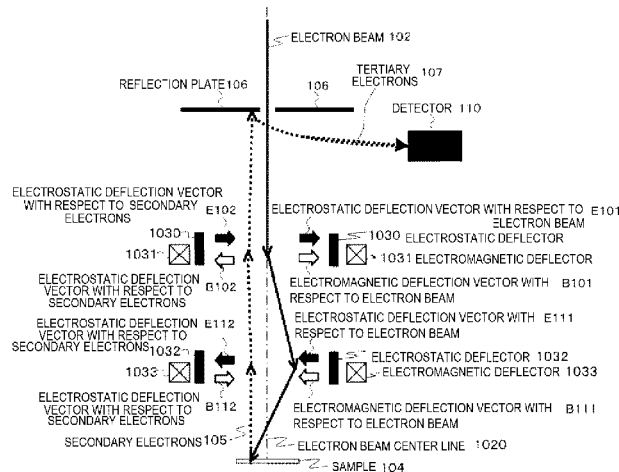 ELECTRON BEAM 102
TERTIARY 107
ELECTRONS
REFLECTION PLATE106
106
DETECTOR 110
ELECTROSTATIC DEFLECTION VECTOR
WITH RESPECT TO SECONDARY E102
ELECTRONS
1030
1031
ELECTROSTATIC DEFLECTION B102
VECTOR WITH RESPECT TO
SECONDARY ELECTRONS
ELECTROSTATIC DEFLECTION VECTOR WITH RESPECT TO E101
ELECTRON BEAM
1030
ELECTROSTATIC DEFLECTOR
1031 ELECTROMAGNETIC DEFLECTOR
ELECTROMAGNETIC DEFLECTION VECTOR WITH B101
RESPECT TO ELECTRON BEAM
ELECTROSTATIC DEFLECTION VECTOR WITH E111
RESPECT TO ELECTRON BEAM
ELECTROSTATIC DEFLECTION E112
VECTOR WITH RESPECT TO
SECONDARY ELECTRONS 1032
1033
ELECTROSTATIC DEFLECTION
VECTOR WITH RESPECT TO B112
SECONDARY ELECTRONS
ELECTROSTATIC DEFLECTOR 1032
ELECTROMAGNETIC DEFLECTOR 1033
ELECTROMAGNETIC DEFLECTION VECTOR WITH B111
RESPECT TO ELECTRON BEAM
SECONDARY ELECTRONS 105
ELECTRON BEAM CENTER LINE 1020
SAMPLE 104